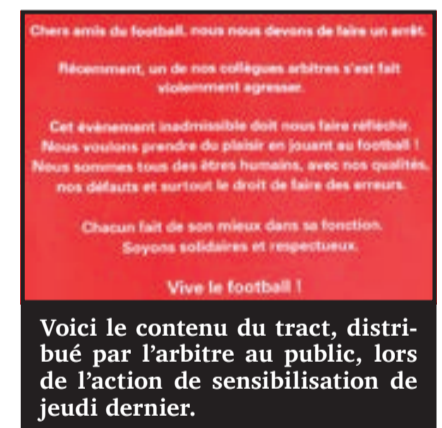 Chers amis du football, nous nous devons de faire un arrêt.
Récemment, un de nos collègues arbitres s'est fait
violemment agresser.
Cet évènement inadmissible doit nous faire réfléchir.
Nous voulons prendre du plaisir en jouant au football !
Nous sommes tous des êtres humains, avec nos qualités,
nos défauts et surtout le droit de faire des erreurs.
Chacun fait de son mieux dans sa fonction.
Soyons solidaires et respectueux.
Vive le football !
Voici le contenu du tract, distri-
bué par l'arbitre au public, lors
de l'action de sensibilisation de
jeudi dernier.